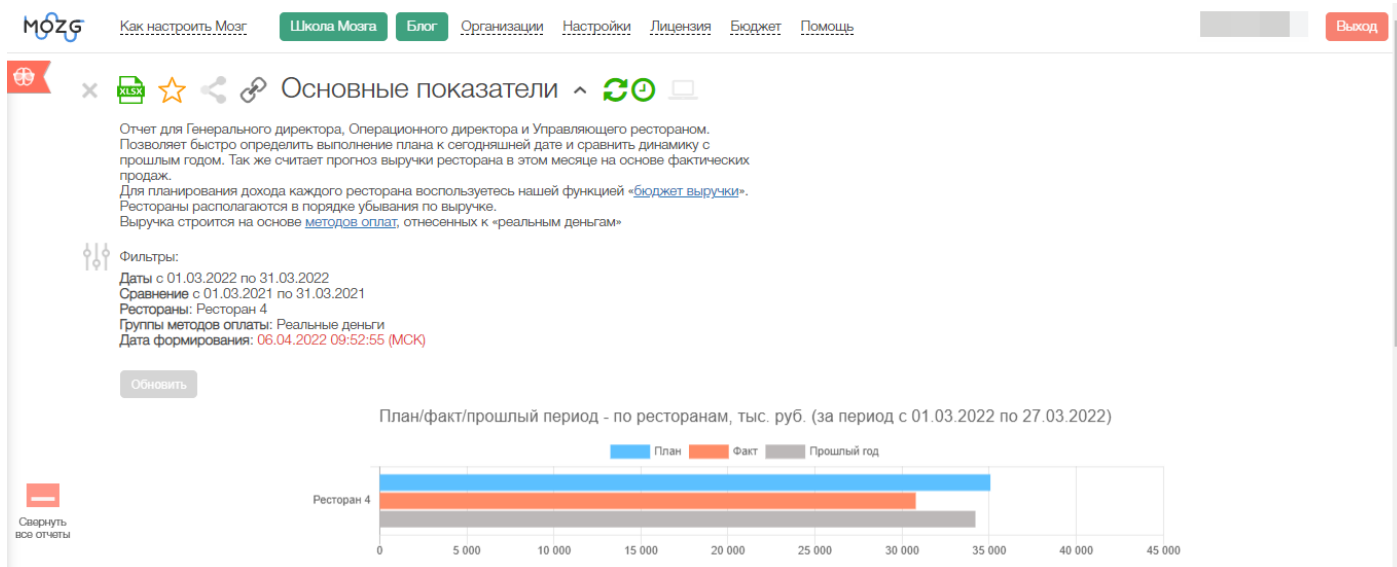 MOZG Как настроить Мозг Школа Мозга Блог Организации Настройки Лицензия Бюджет Помощь Выход
XLSX Основные показатели
Отчет для Генерального директора, Операционного директора и Управляющего рестораном.
Позволяет быстро определить выполнение плана к сегодняшней дате и сравнить динамику с
прошлым годом. Так же считает прогноз выручки ресторана в этом месяце на основе фактических
продаж.
Для планирования дохода каждого ресторана воспользуетесь нашей функцией «бюджет выручки».
Рестораны располагаются в порядке убывания по выручке.
Выручка строится на основе методов оплат, отнесенных к «реальным деньгам»
Фильтры:
Даты с 01.03.2022 по 31.03.2022
Сравнение с 01.03.2021 по 31.03.2021
Рестораны: Ресторан 4
Группы методов оплаты: Реальные деньги
Дата формирования: 06.04.2022 09:52:55 (МСК)
Обновить
План/факт/прошлый период - по ресторанам, тыс. руб. (за период с 01.03.2022 по 27.03.2022)
План Факт Прошлый год
Ресторан 4
0 5 000 10 000 15 000 20 000 25 000 30 000 35 000 40 000 45 000
Свернуть
все отчеты